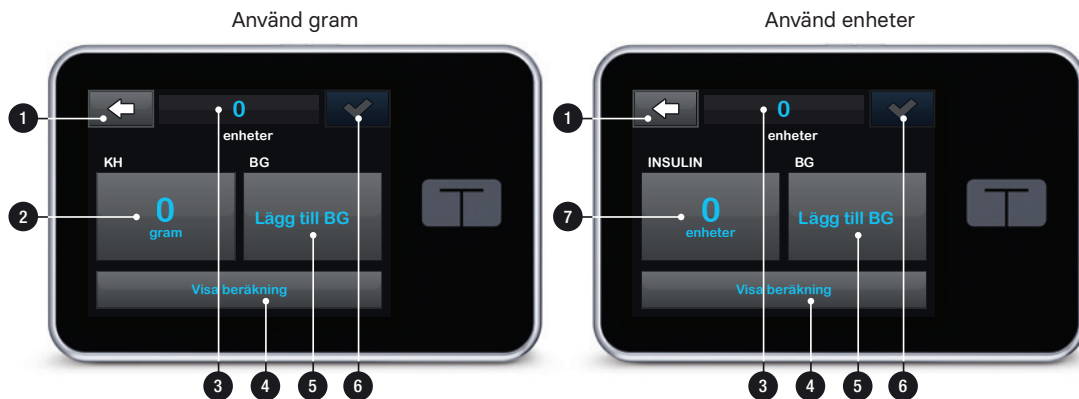 Använd gram
Använd enheter
0
enheter
KH
BG
0
gram
Lägg till BG
Visa beräkning
1
2
3
4
5
6
0
enheter
INSULIN
BG
0
enheter
Lägg till BG
Visa beräkning
1
7
3
4
5
6